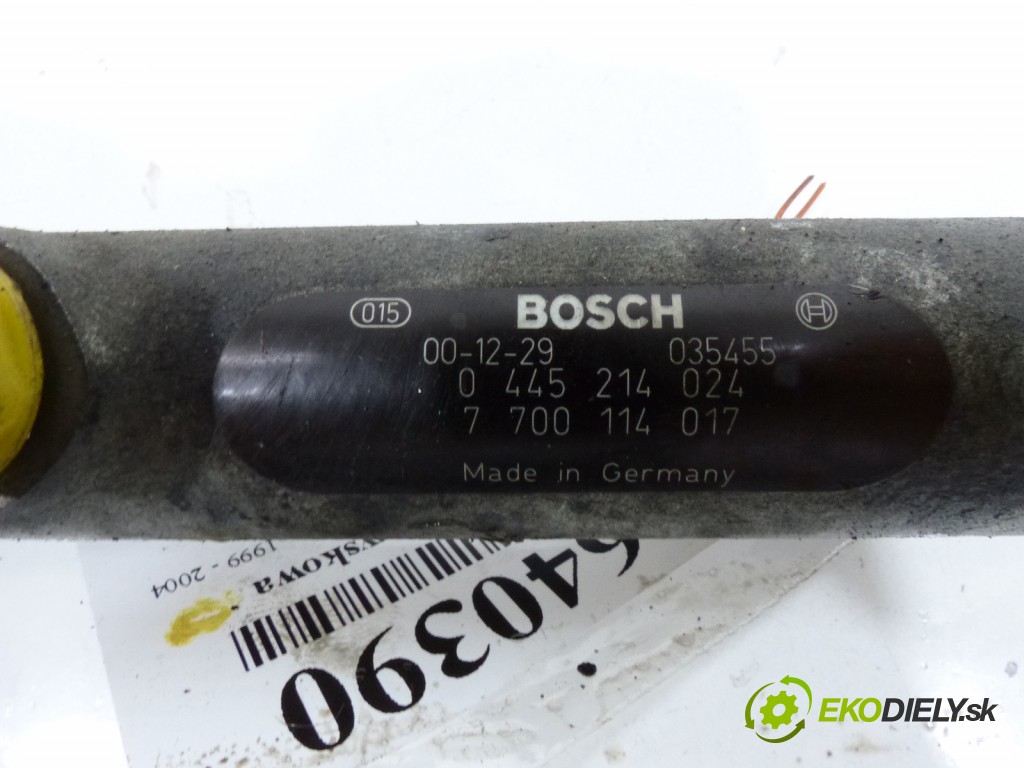 015 BOSCH
00-12-29 035455
0 445 214 024
7 700 114 017
Made in Germany
1999 - 2004
640390
EKODIELY.sk